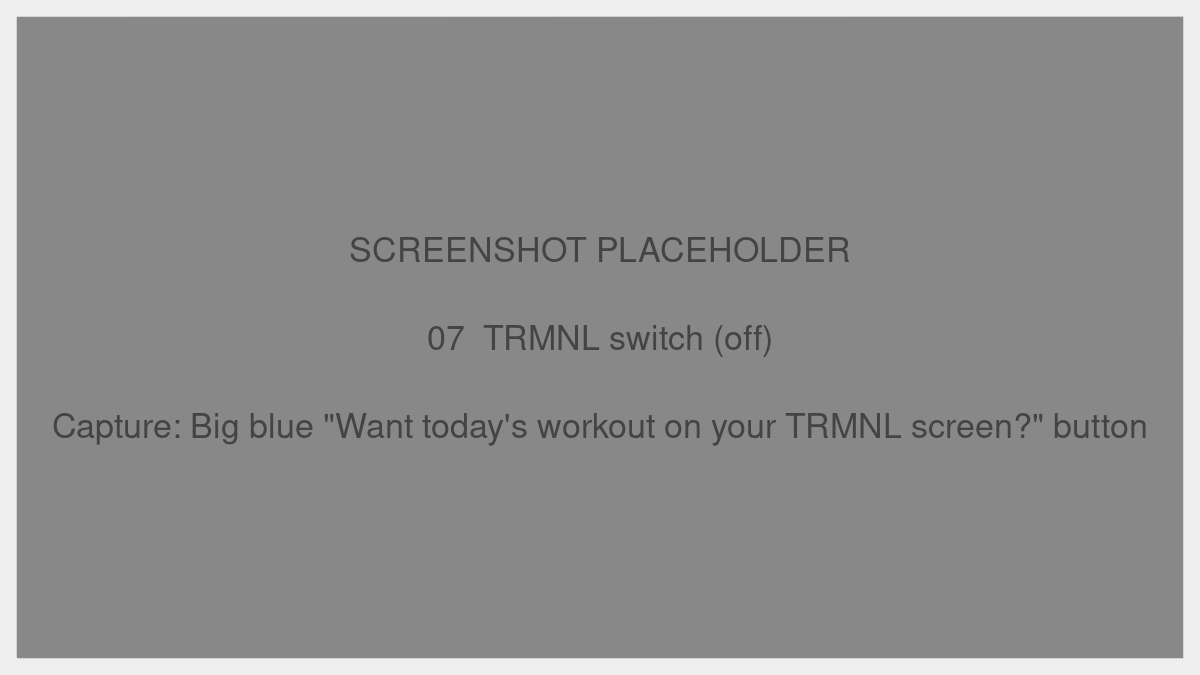 SCREENSHOT PLACEHOLDER
07  TRMNL switch (off)
Capture: Big blue "Want today's workout on your TRMNL screen?" button